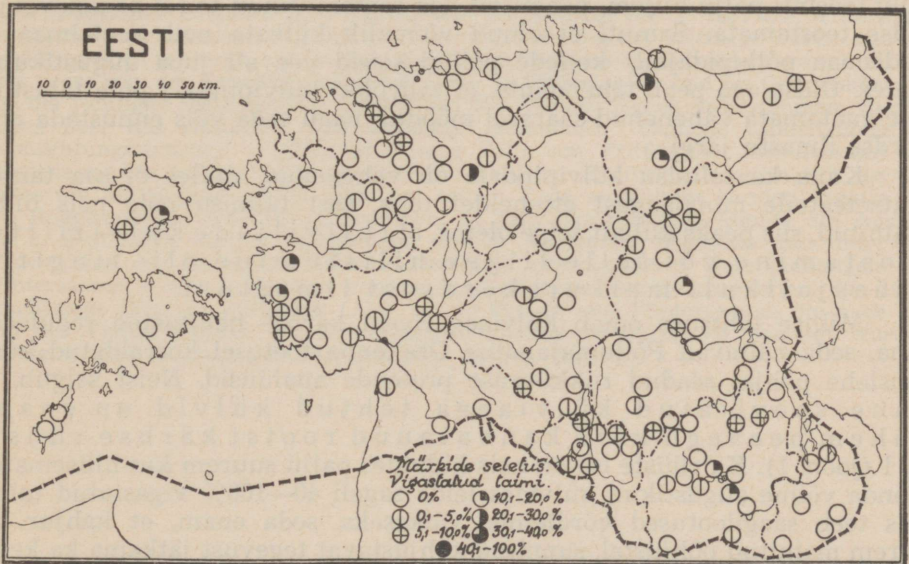 EESTI
10 0 10 20 30 40 50 km.
Märkide seletus.
Vigastatud taimi.
0% 10,1-20,0%
0,1-5,0% 20,1-30,0%
5,1-10,0% 30,1-40,0%
40,1-100%